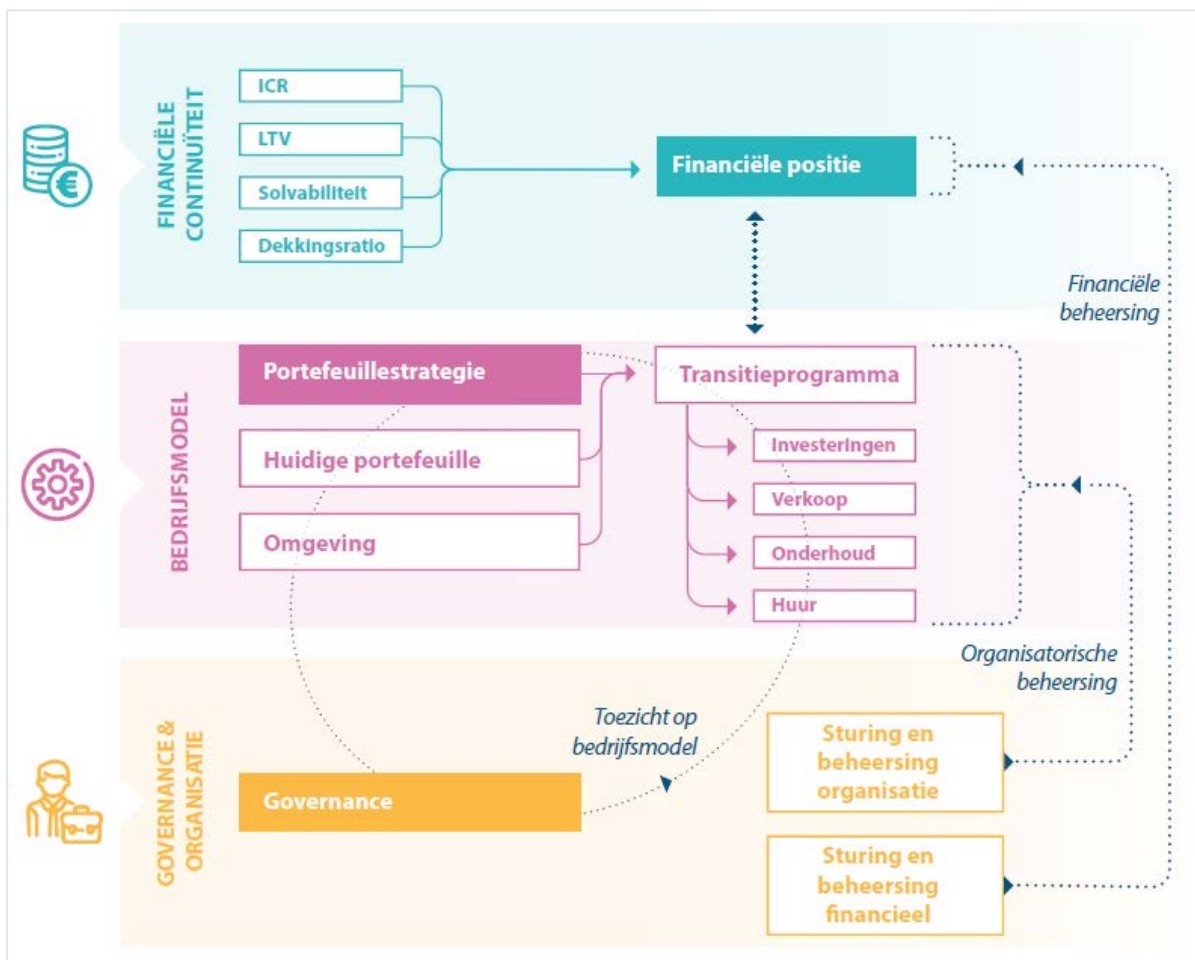 FINANCIËLE
CONTINUÏTEIT
ICR
LTV
Solvabiliteit
Dekkingsratio
Financiële positie
Financiële
beheersing
BEDRIJFSMODEL
Portefeuillestrategie
Huidige portefeuille
Omgeving
Transitieprogramma
Investeringen
Verkoop
Onderhoud
Huur
Organisatorische
beheersing
GOVERNANCE &
ORGANISATIE
Governance
Toezicht op
bedrijfsmodel
Sturing en
beheersing
organisatie
Sturing en
beheersing
financieel